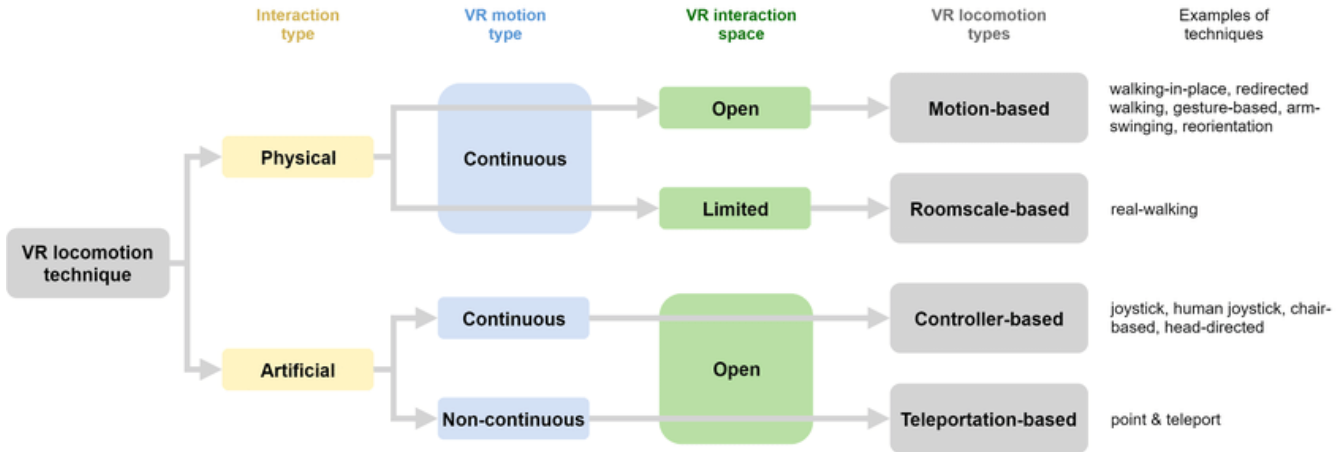 Interaction
type
VR motion
type
VR interaction
space
VR locomotion
types
Examples of
techniques
VR locomotion
technique
Physical
Continuous
Open
Motion-based
walking-in-place, redirected
walking, gesture-based, arm-
swinging, reorientation
Limited
Roomscale-based
real-walking
Artificial
Continuous
Open
Controller-based
joystick, human joystick, chair-
based, head-directed
Non-continuous
Teleportation-based
point & teleport